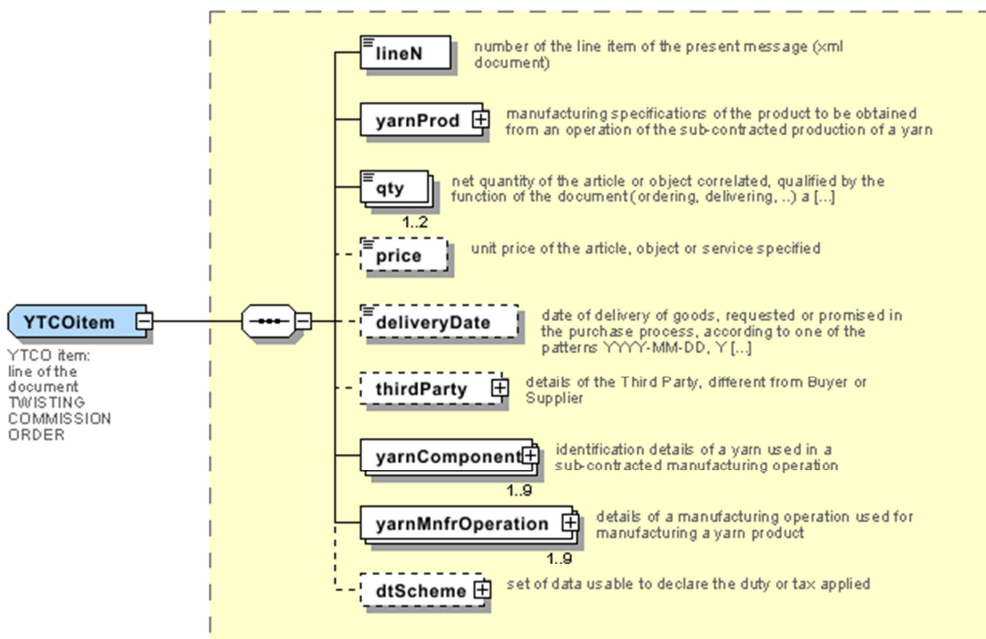 lineN
number of the line item of the present message (xml
document)
yarnProd
manufacturing specifications of the product to be obtained
from an operation of the sub-contracted production of a yarn
qty
net quantity of the article or object correlated, qualified by the
function of the document (ordering, delivering, ..) a [...]
1..2
price
unit price of the article, object or service specified
YTCOitem
YTCO item:
line of the
document
TWISTING
COMMISSION
ORDER
deliveryDate
date of delivery of goods, requested or promised in
the purchase process, according to one of the
patterns YYYY-MM-DD, Y [...]
thirdParty
details of the Third Party, different from Buyer or
Supplier
yarnComponent
identification details of a yarn used in a
sub-contracted manufacturing operation
1..9
yarnMnfrOperation
details of a manufacturing operation used for
manufacturing a yarn product
1..9
dtScheme
set of data usable to declare the duty or tax applied